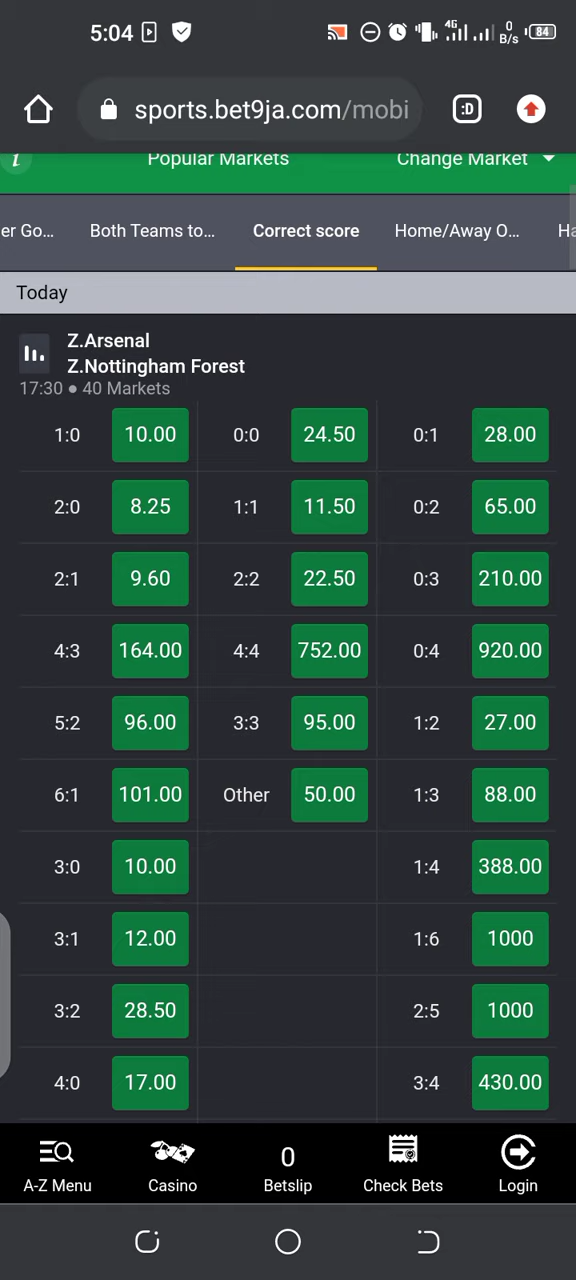 5:04 4G 0 B/s 84
sports.bet9ja.com/mobi :D
i Popular Markets Change Market
er Go... Both Teams to... Correct score Home/Away O... Ha
Today
Z.Arsenal
Z.Nottingham Forest
17:30 ● 40 Markets
1:0 10.00 0:0 24.50 0:1 28.00
2:0 8.25 1:1 11.50 0:2 65.00
2:1 9.60 2:2 22.50 0:3 210.00
4:3 164.00 4:4 752.00 0:4 920.00
5:2 96.00 3:3 95.00 1:2 27.00
6:1 101.00 Other 50.00 1:3 88.00
3:0 10.00 1:4 388.00
3:1 12.00 1:6 1000
3:2 28.50 2:5 1000
4:0 17.00 3:4 430.00
0
A-Z Menu Casino Betslip Check Bets Login